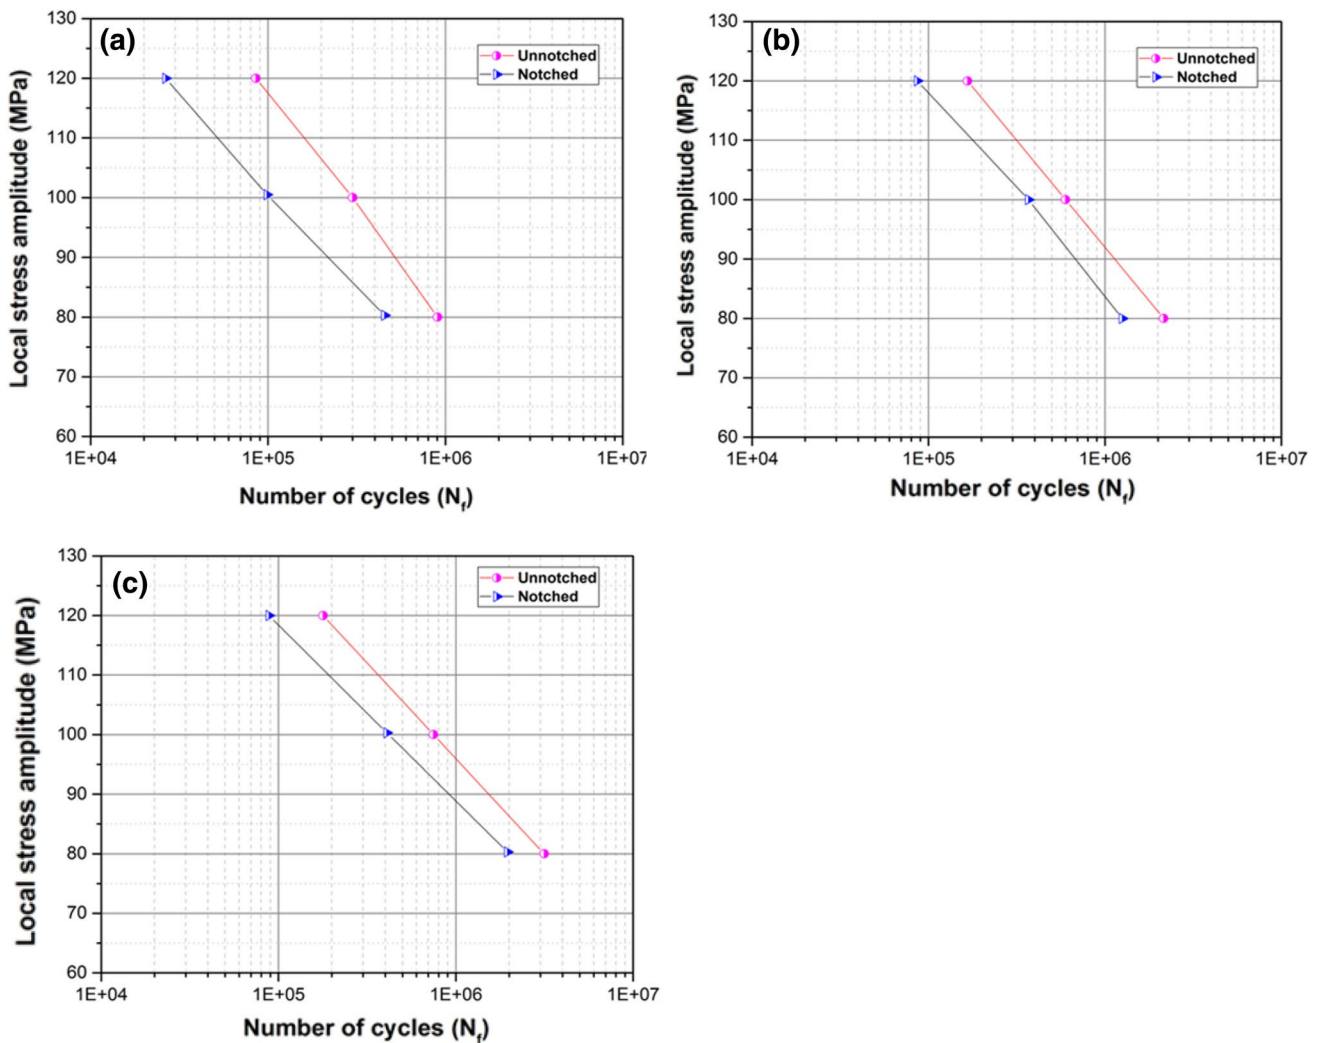 (a)
Unnotched
Notched
130
120
110
100
90
80
70
60
Local stress amplitude (MPa)
1E+04 1E+05 1E+06 1E+07
Number of cycles (Nf)
(b)
Unnotched
Notched
130
120
110
100
90
80
70
60
Local stress amplitude (MPa)
1E+04 1E+05 1E+06 1E+07
Number of cycles (Nf)
(c)
Unnotched
Notched
130
120
110
100
90
80
70
60
Local stress amplitude (MPa)
1E+04 1E+05 1E+06 1E+07
Number of cycles (Nf)